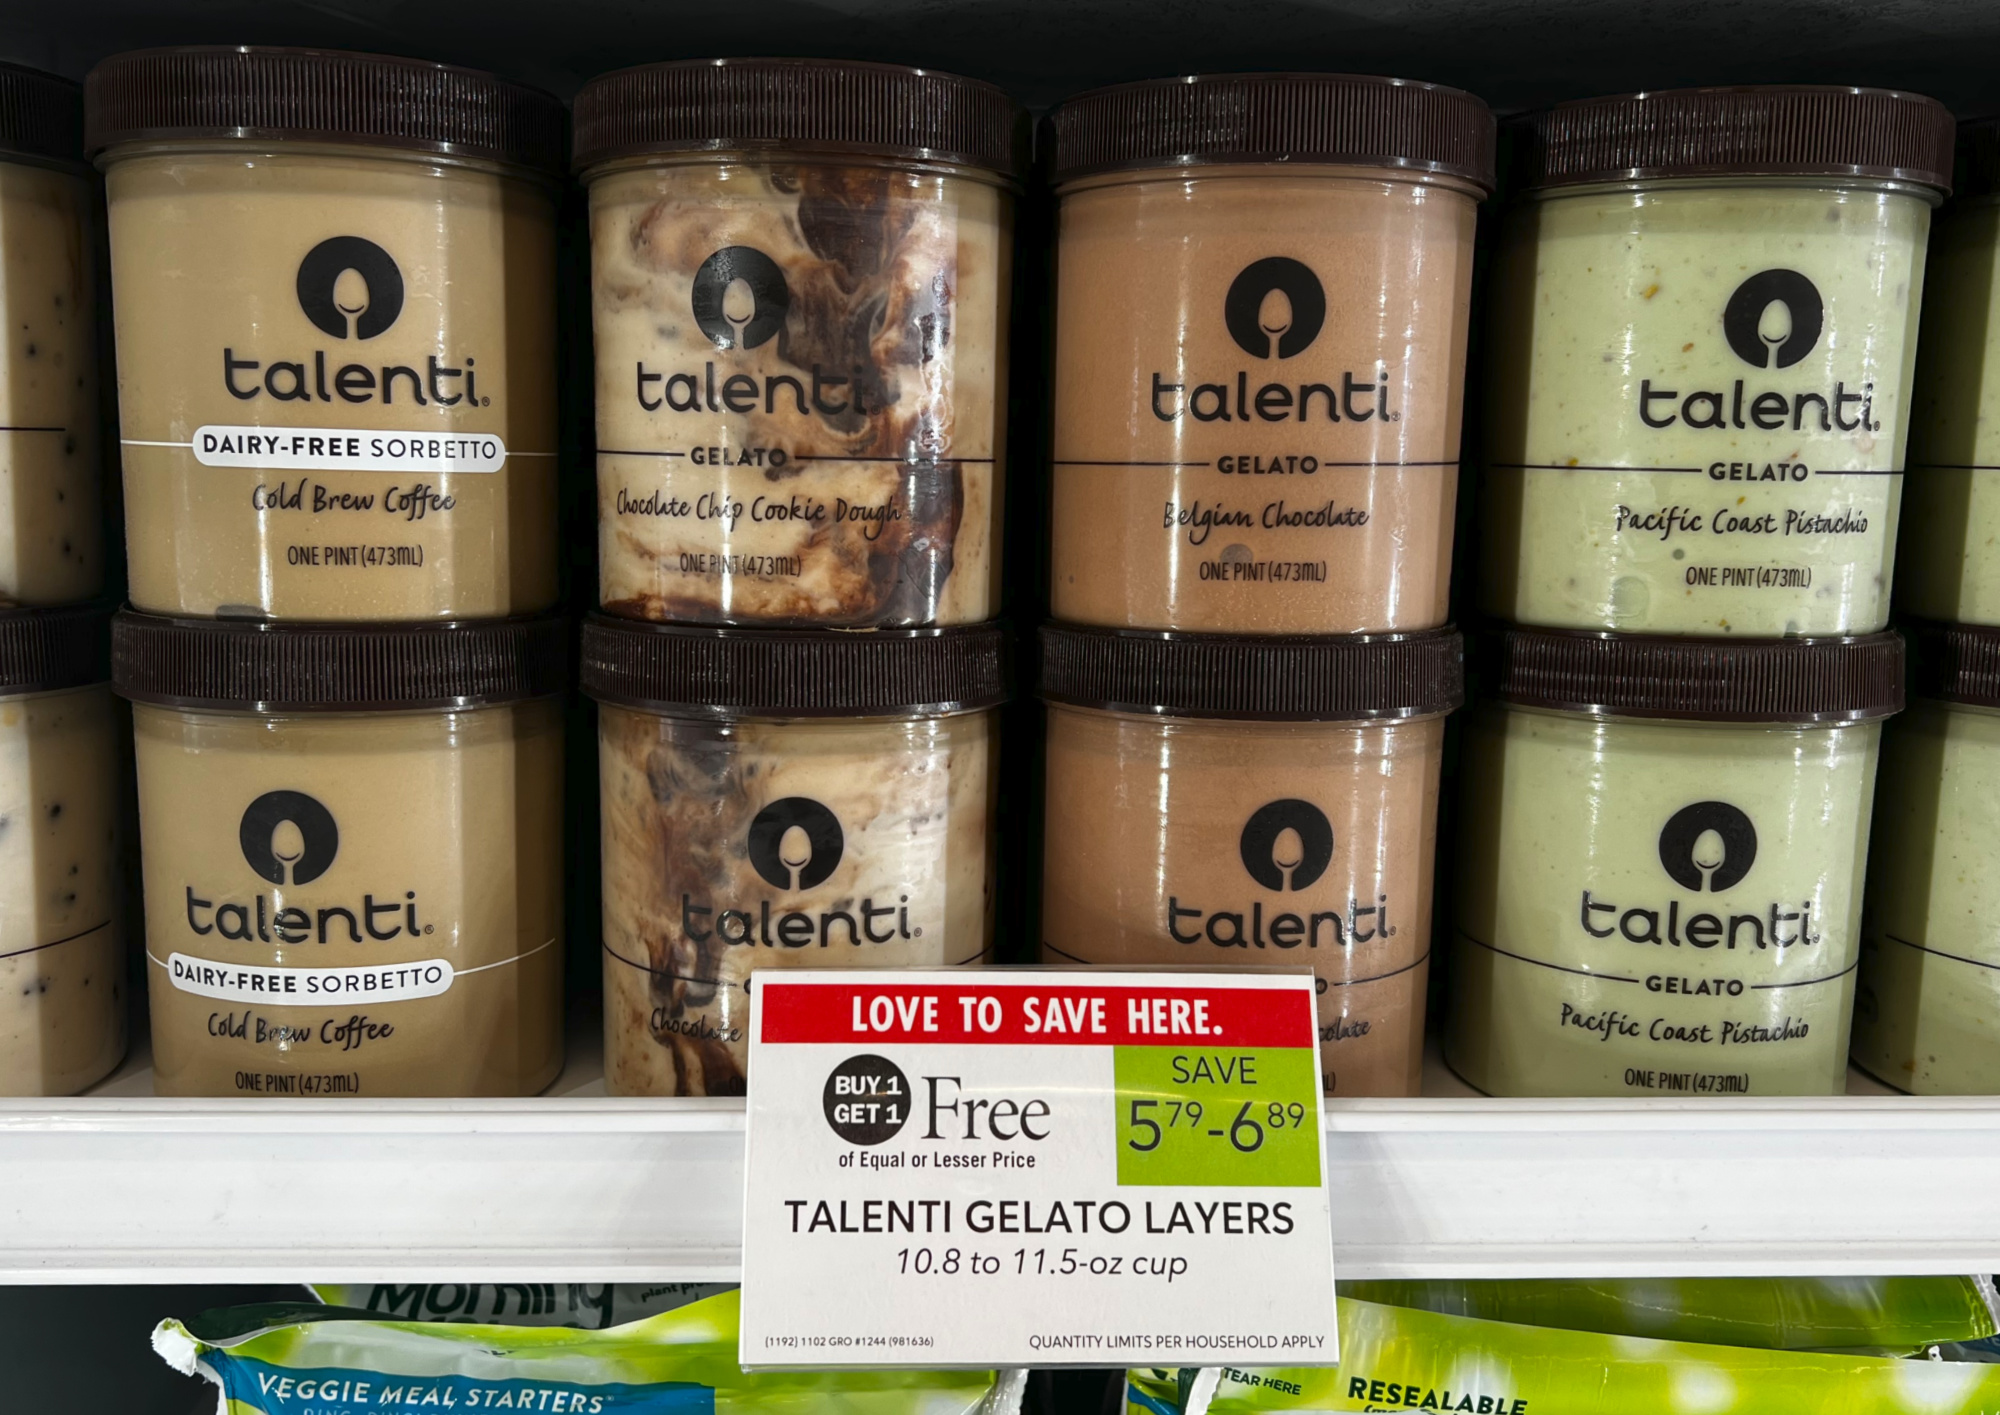 talenti®
DAIRY-FREE SORBETTO
Cold Brew Coffee
ONE PINT (473mL)
talenti
GELATO
Chocolate Chip Cookie Dough
ONE PINT (473mL)
talenti®
GELATO
Belgian Chocolate
ONE PINT (473mL)
talenti®
GELATO
Pacific Coast Pistachio
ONE PINT (473mL)
talenti®
DAIRY-FREE SORBETTO
Cold Brew Coffee
ONE PINT (473mL)
talenti®
Chocolate
talenti®
talenti®
GELATO
Pacific Coast Pistachio
ONE PINT (473mL)
LOVE TO SAVE HERE.
BUY 1
GET 1
Free
of Equal or Lesser Price
SAVE
579-689
TALENTI GELATO LAYERS
10.8 to 11.5-oz cup
(1192) 1102 GRO #1244 (981636)
QUANTITY LIMITS PER HOUSEHOLD APPLY
Morning
plant
VEGGIE MEAL STARTERS®
TEAR HERE
RESEALABLE